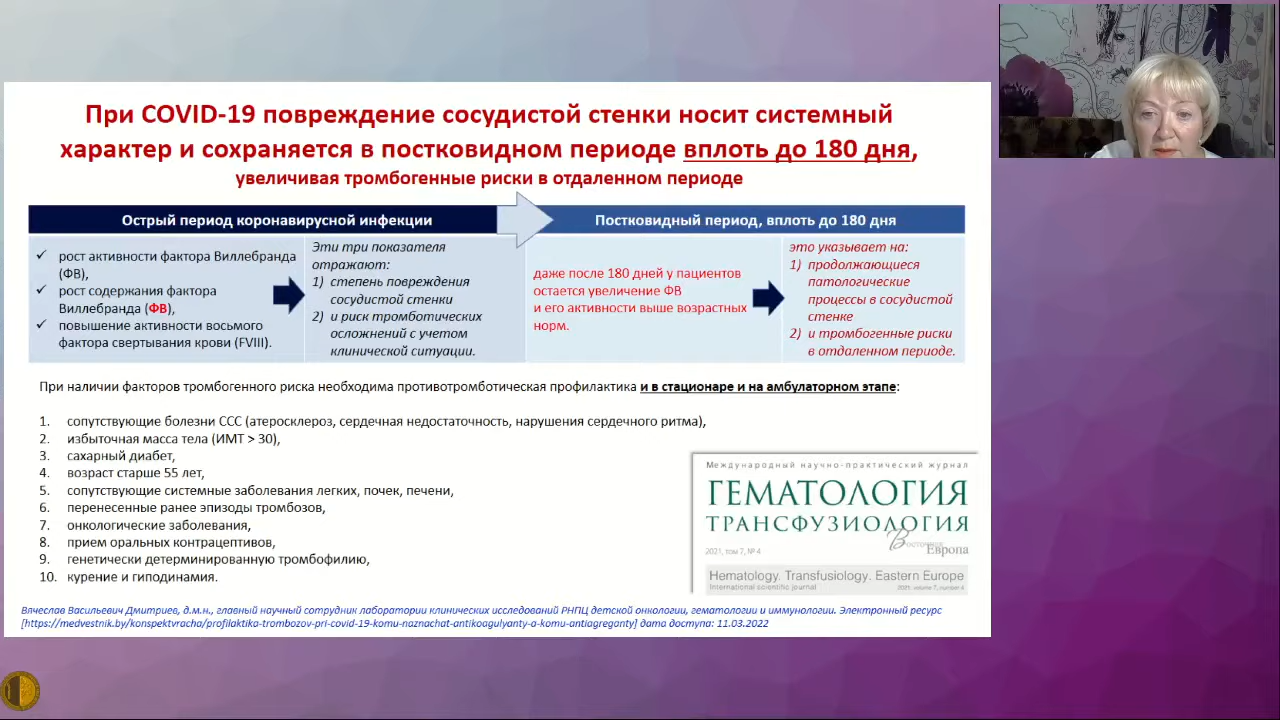 При COVID-19 повреждение сосудистой стенки носит системный
характер и сохраняется в постковидном периоде вплоть до 180 дня,
увеличивая тромбогенные риски в отдаленном периоде
Острый период коронавирусной инфекции
✓ рост активности фактора Виллебранда
(ФВ),
✓ рост содержания фактора
Виллебранда (ФВ),
✓ повышение активности восьмого
фактора свертывания крови (FVIII).
Эти три показателя
отражают:
1) степень повреждения
сосудистой стенки
2) и риск тромботических
осложнений с учетом
клинической ситуации.
Постковидный период, вплоть до 180 дня
даже после 180 дней у пациентов
остается увеличение ФВ
и его активности выше возрастных
норм.
это указывает на:
1) продолжающиеся
патологические
процессы в сосудистой
стенке
2) и тромбогенные риски
в отдаленном периоде.
При наличии факторов тромбогенного риска необходима противотромботическая профилактика и в стационаре и на амбулаторном этапе:
1. сопутствующие болезни ССС (атеросклероз, сердечная недостаточность, нарушения сердечного ритма),
2. избыточная масса тела (ИМТ > 30),
3. сахарный диабет,
4. возраст старше 55 лет,
5. сопутствующие системные заболевания легких, почек, печени,
6. перенесенные ранее эпизоды тромбозов,
7. онкологические заболевания,
8. прием оральных контрацептивов,
9. генетически детерминированную тромбофилию,
10. курение и гиподинамия.
Международный научно-практический журнал
ГЕМАТОЛОГИЯ
ТРАНСФУЗИОЛОГИЯ
Восточная
Европа
2021, том 7, № 4
Hematology. Transfusiology. Eastern Europe
International scientific journal
2021, volume 7, number 4
Вячеслав Васильевич Дмитриев, д.м.н., главный научный сотрудник лаборатории клинических исследований РНПЦ детской онкологии, гематологии и иммунологии. Электронный ресурс
[https://medvestnik.by/konspektvracha/profilaktika-trombozov-pri-covid-19-komu-naznachat-antikoagulyanty-a-komu-antiagreganty] дата доступа: 11.03.2022